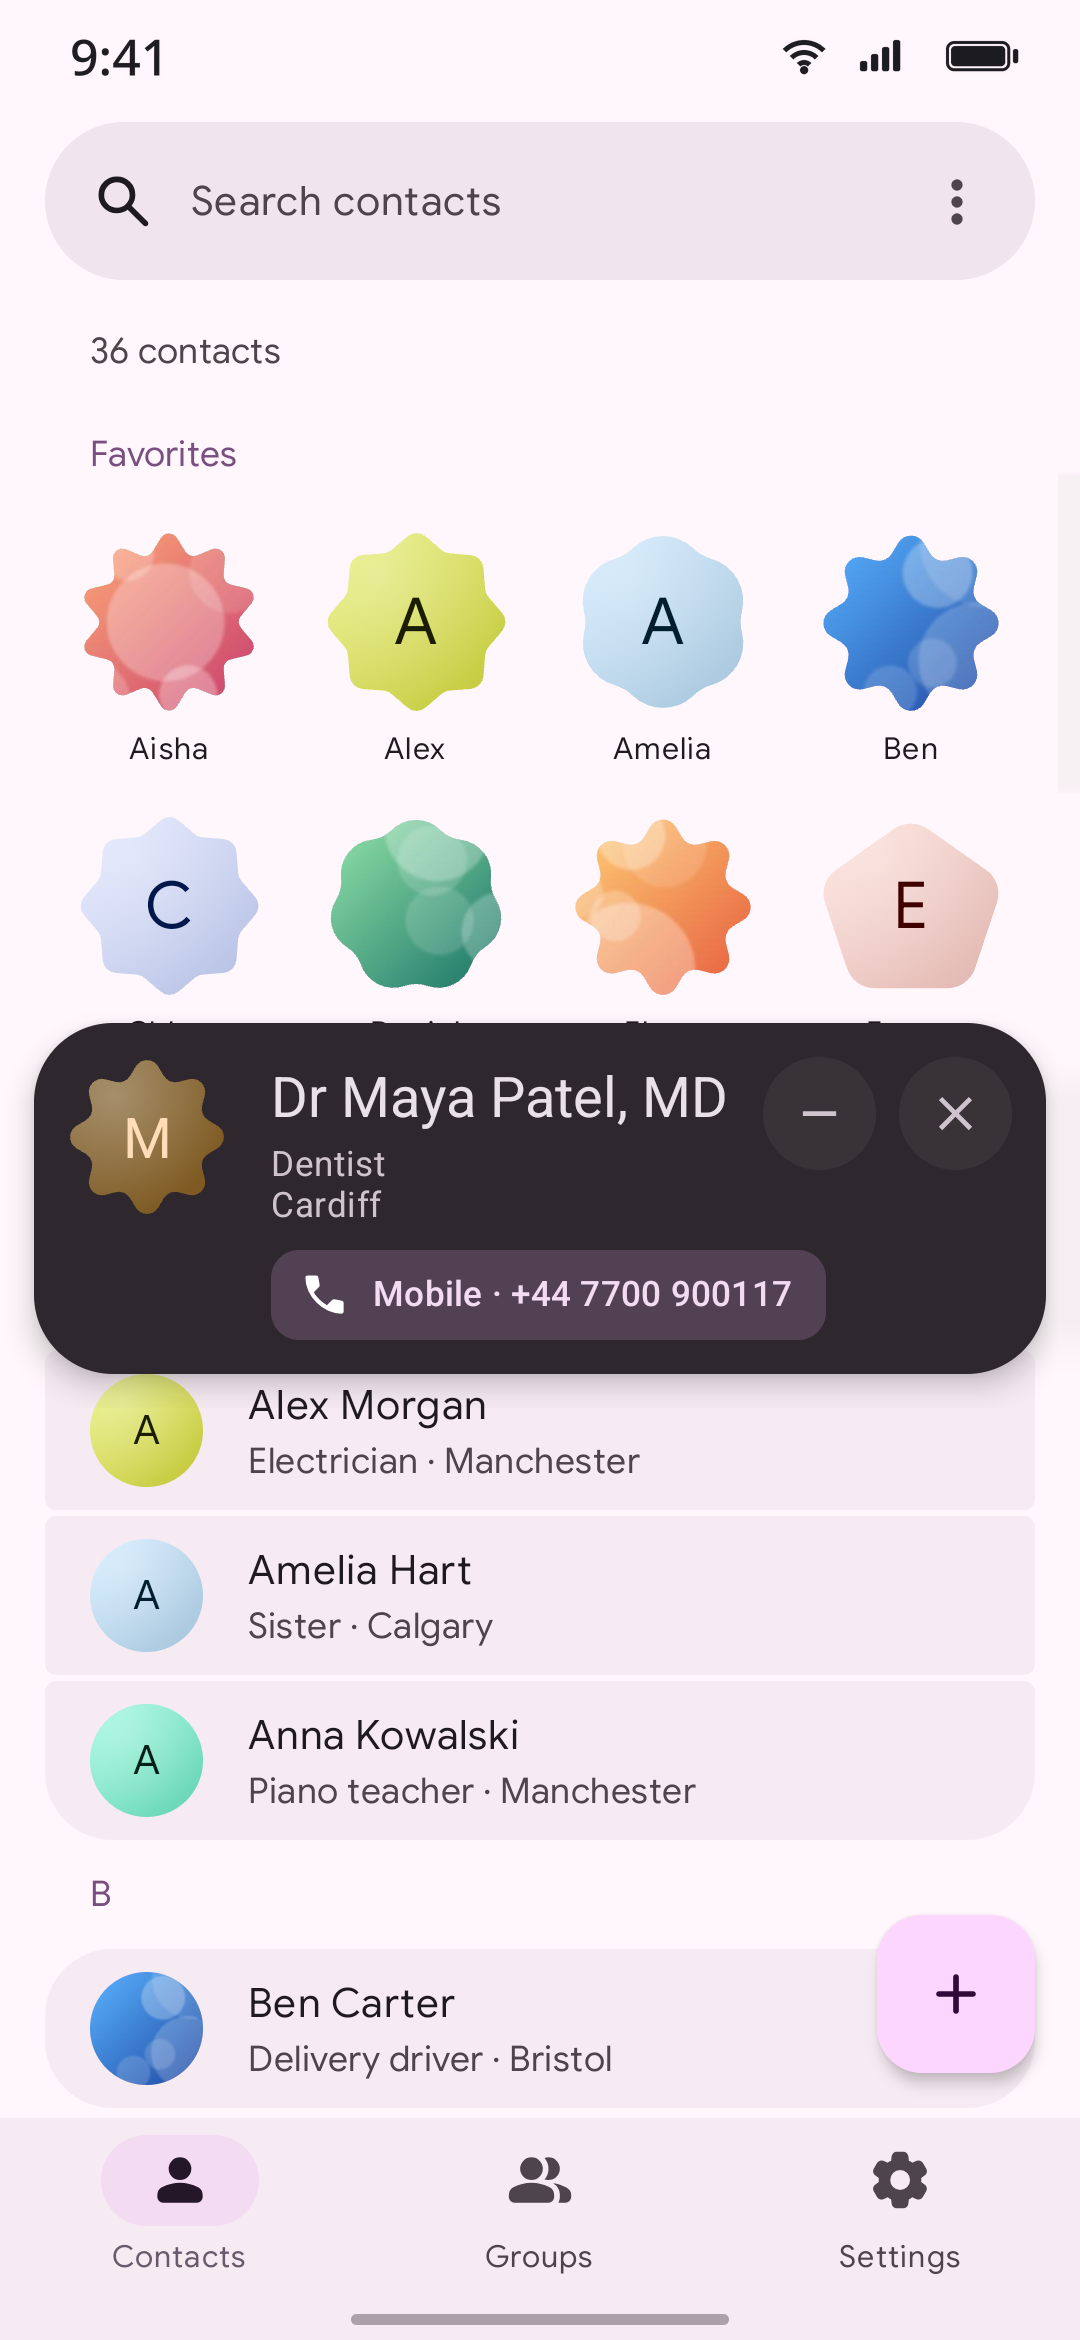 9:41
Search contacts
36 contacts
Favorites
A
A
Aisha
Alex
Amelia
Ben
C
E
M
Dr Maya Patel, MD
Dentist
Cardiff
Mobile · +44 7700 900117
A
Alex Morgan
Electrician · Manchester
A
Amelia Hart
Sister · Calgary
A
Anna Kowalski
Piano teacher · Manchester
B
Ben Carter
Delivery driver · Bristol
Contacts
Groups
Settings